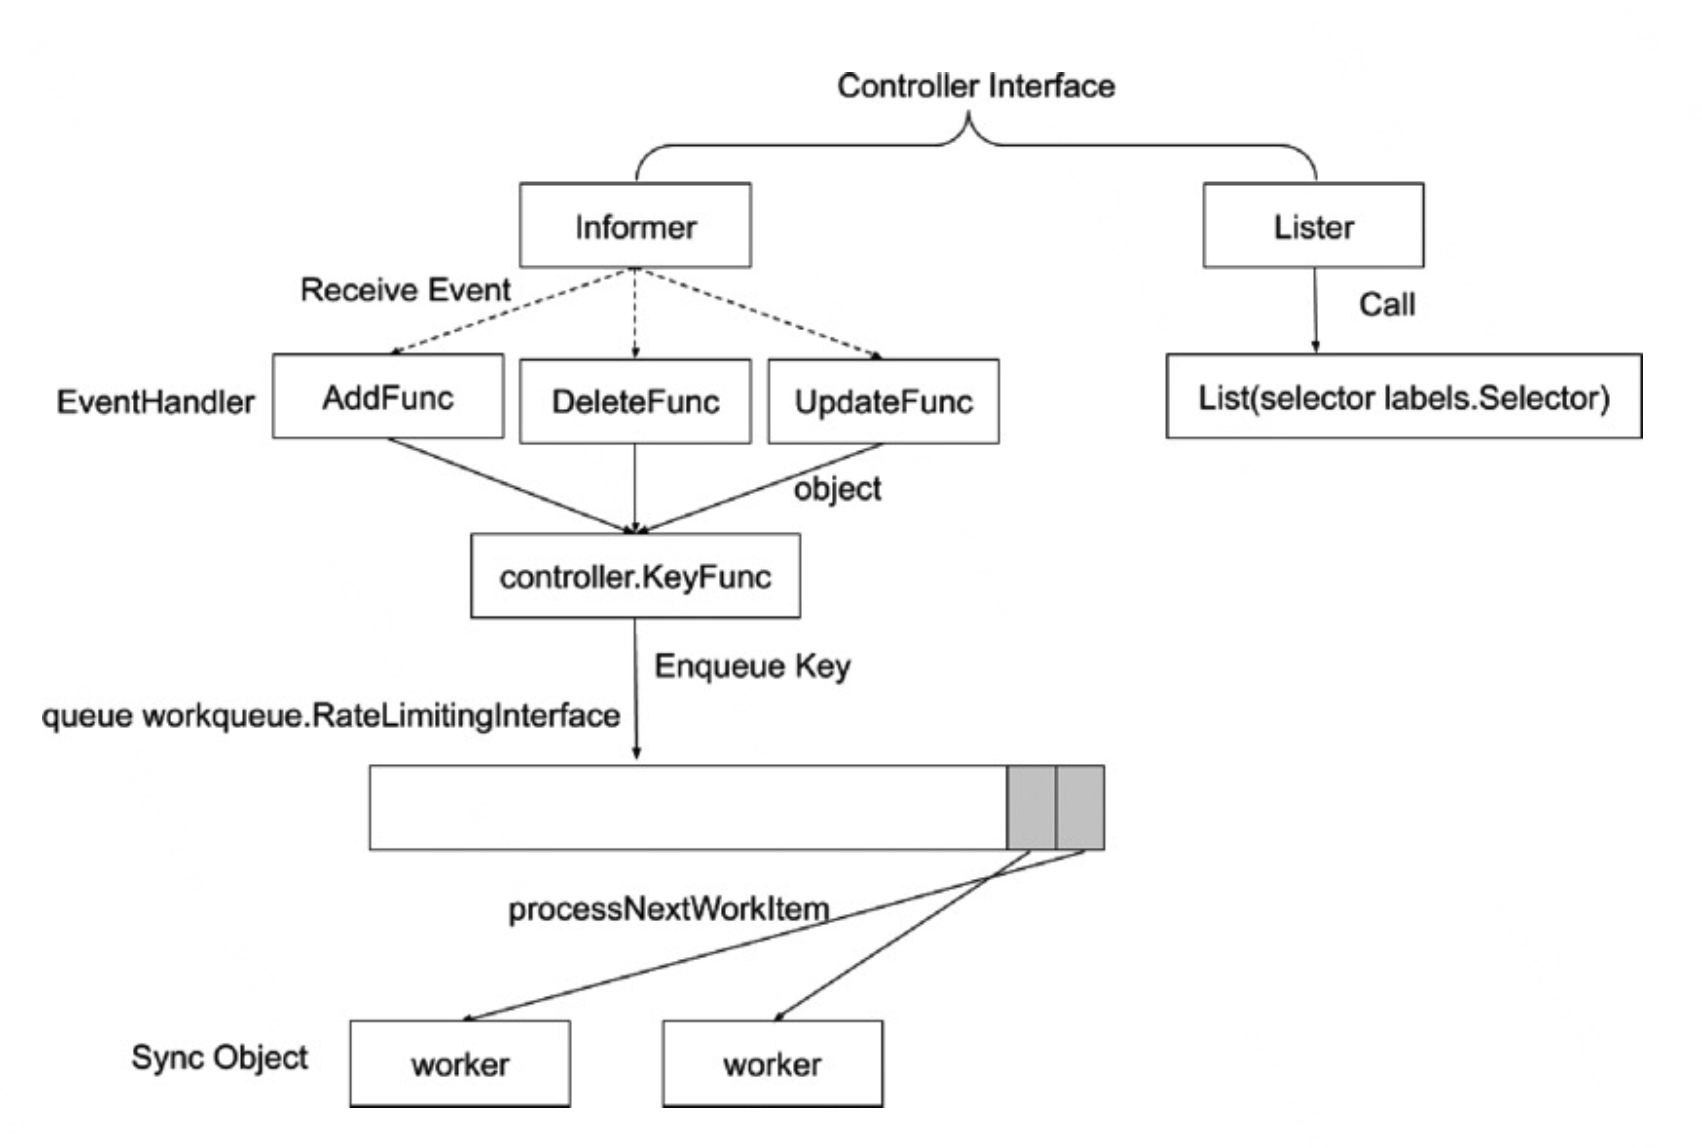 Controller Interface
Informer
Lister
Receive Event
Call
EventHandler
AddFunc
DeleteFunc
UpdateFunc
List(selector labels.Selector)
object
controller.KeyFunc
Enqueue Key
queue workqueue.RateLimitingInterface
processNextWorkItem
Sync Object
worker
worker